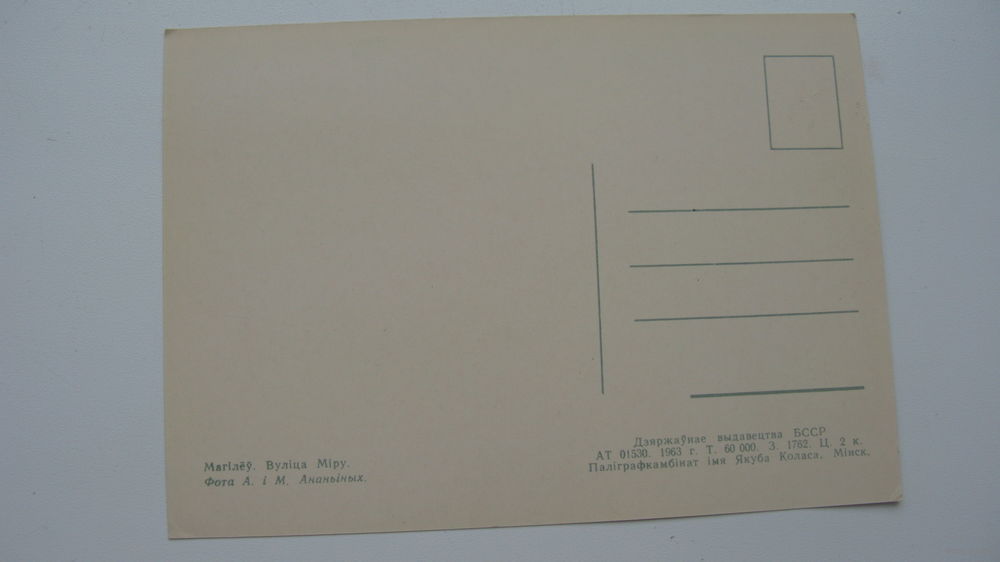 Магілёў. Вуліца Міру.
Фота А. і М. Ананьіных.
Дзяржаўнае выдавецтва БССР
АТ 01530. 1963 г. Т. 60 000. З. 1762. Ц. 2 к.
Паліграфкамбінат імя Якуба Коласа, Мінск.